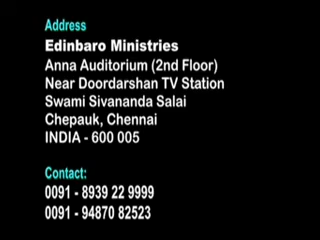 Address
Edinbaro Ministries
Anna Auditorium (2nd Floor)
Near Doordarshan TV Station
Swami Sivananda Salai
Chepauk, Chennai
INDIA - 600 005
Contact:
0091 - 8939 22 9999
0091 - 94870 82523